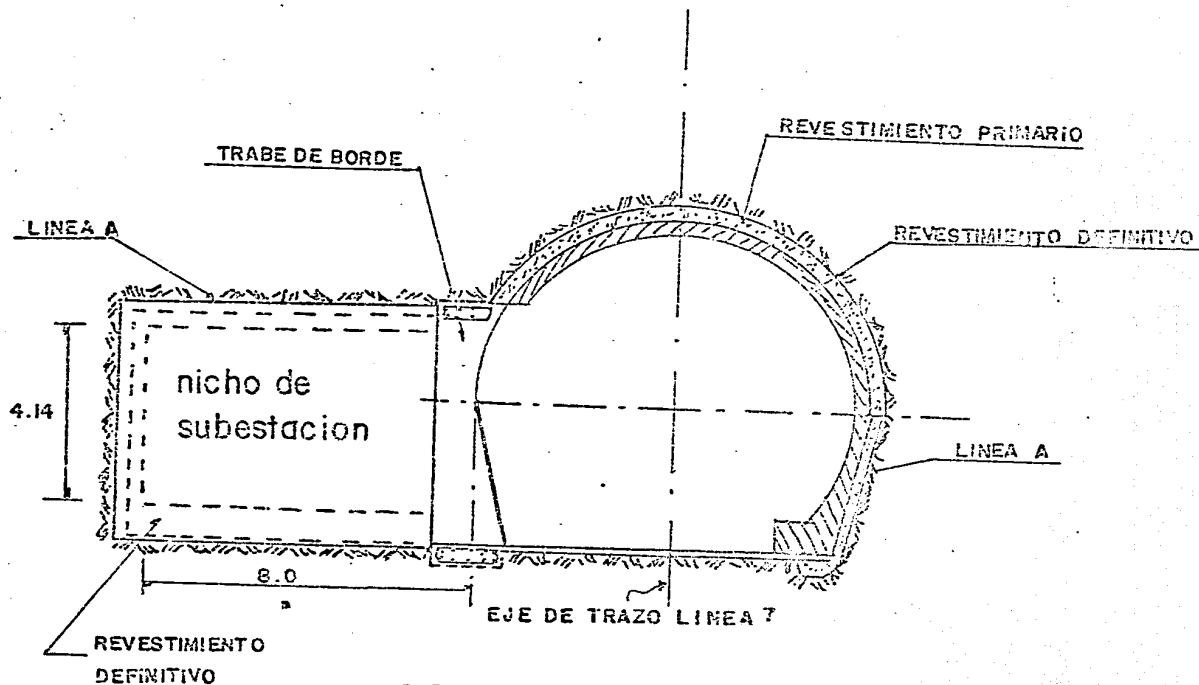 REVESTIMIENTO PRIMARIO
TRABE DE BORDE
LINEA A
REVESTIMIENTO DEFINITIVO
nicho de
subestacion
4.14
LINEA A
8.0
EJE DE TRAZO LINEA 7
REVESTIMIENTO
DEFINITIVO